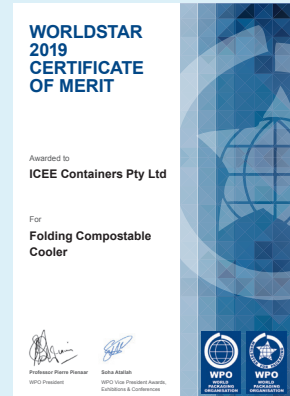 WORLDSTAR
2019
CERTIFICATE
OF MERIT
Awarded to
ICEE Containers Pty Ltd
For
Folding Compostable
Cooler
Professor Pierre Pienaar
WPO President
Soha Atallah
WPO Vice President Awards,
Exhibitions & Conferences
WPO
WORLD
PACKAGING
ORGANISATION
WPO
WORLD
PACKAGING
ORGANISATION